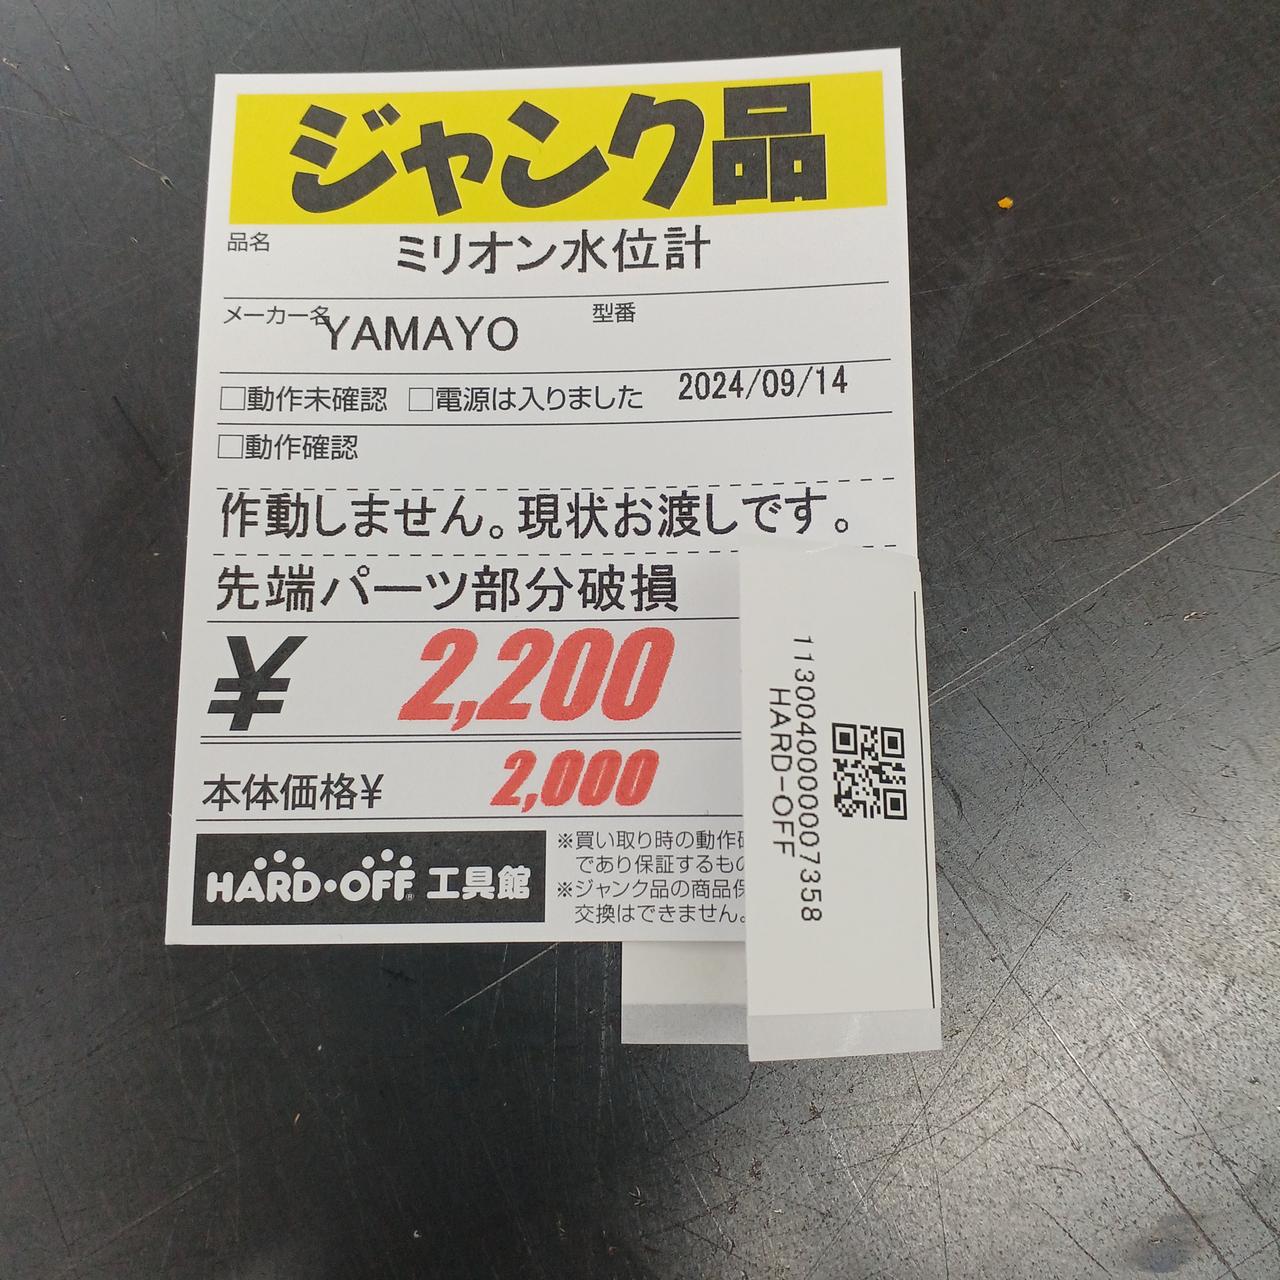 ジャンク品
品名 ミリオン水位計
メーカー名 YAMAYO 型番
□動作未確認 □電源は入りました 2024/09/14
□動作確認
作動しません。現状お渡しです。
先端パーツ部分破損
¥ 2,200
本体価格¥ 2,000
HARD・OFF® 工具館
※買い取り時の動作
であり保証するもの
※ジャンク品の商品
交換はできません。
1130040000007358
HARD-OFF